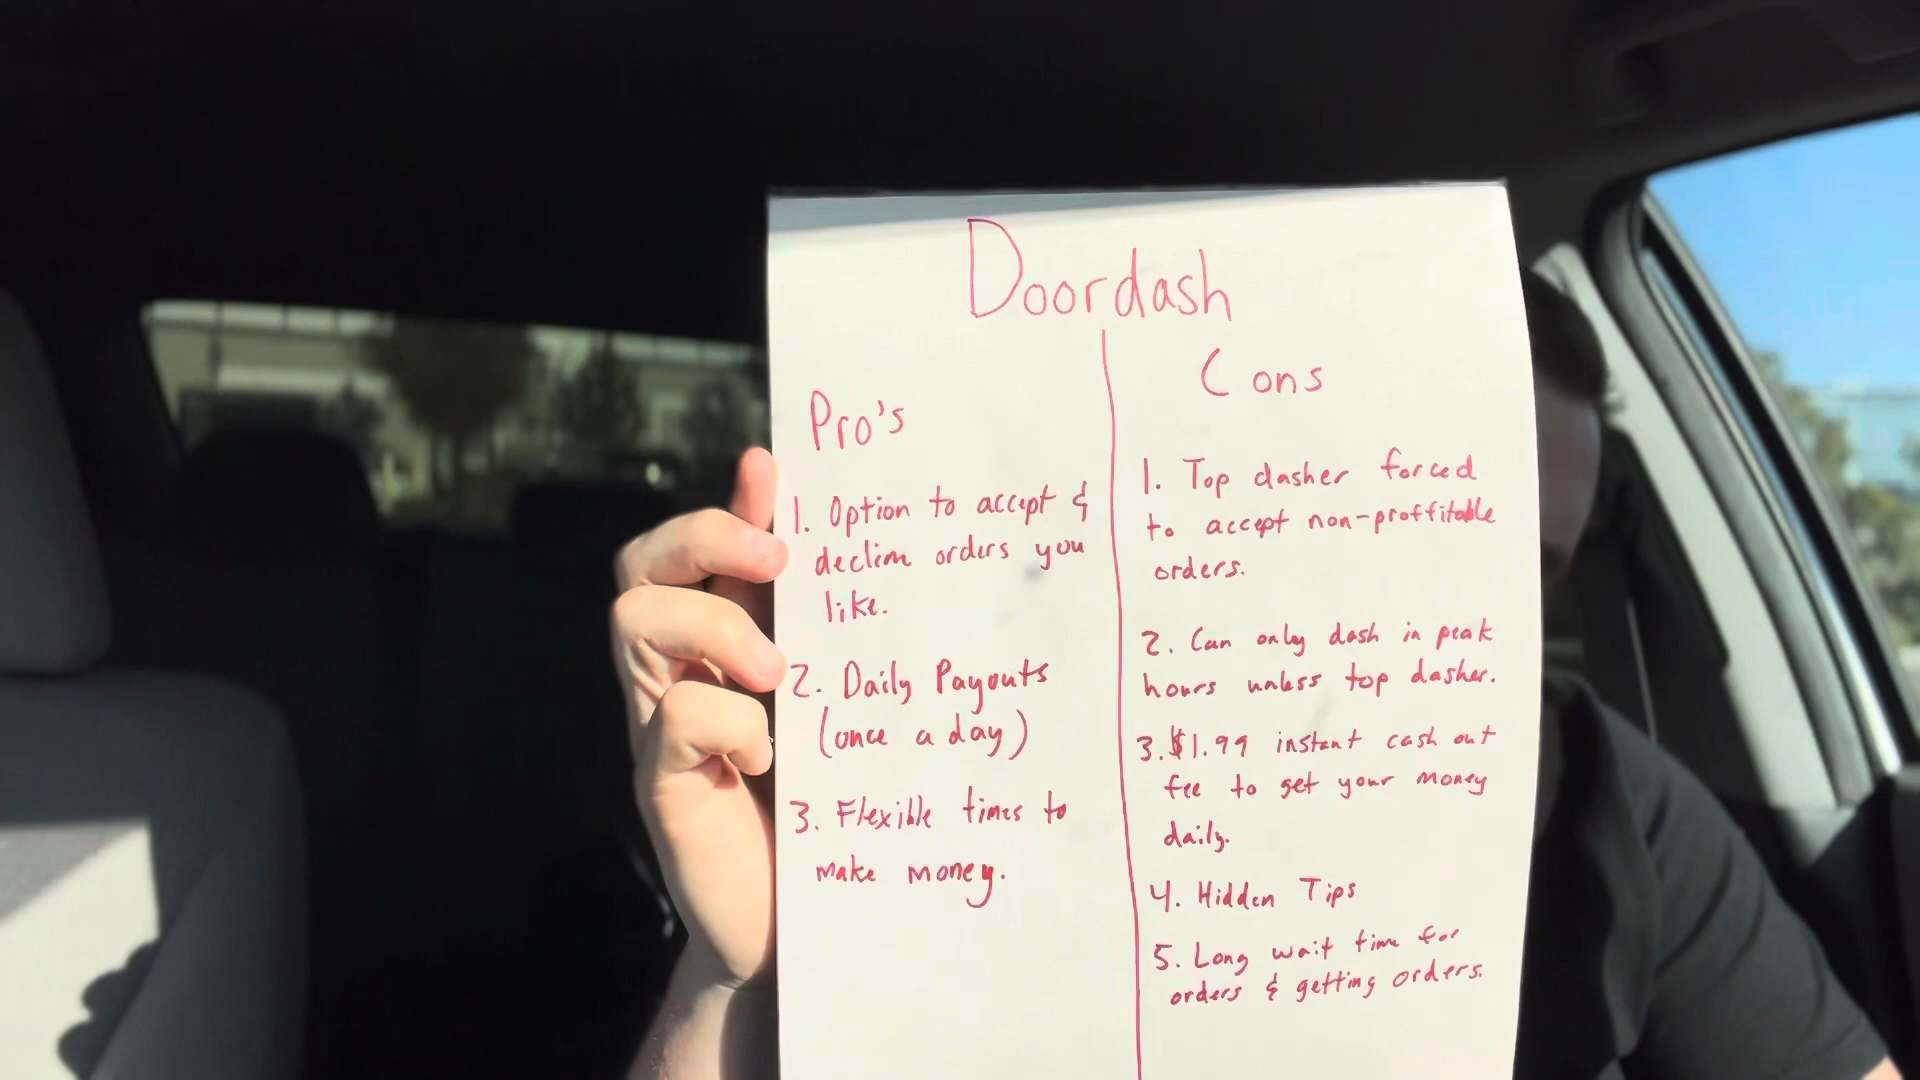 Doordash
Pro's
1. Option to accept &
decline orders you
like.
2. Daily Payouts
(once a day)
3. Flexible times to
make money.
Cons
1. Top dasher forced
to accept non-proffitable
orders.
2. Can only dash in peak
hours unless top dasher.
3. $1.99 instant cash out
fee to get your money
daily.
4. Hidden Tips
5. Long wait time for
orders & getting orders.